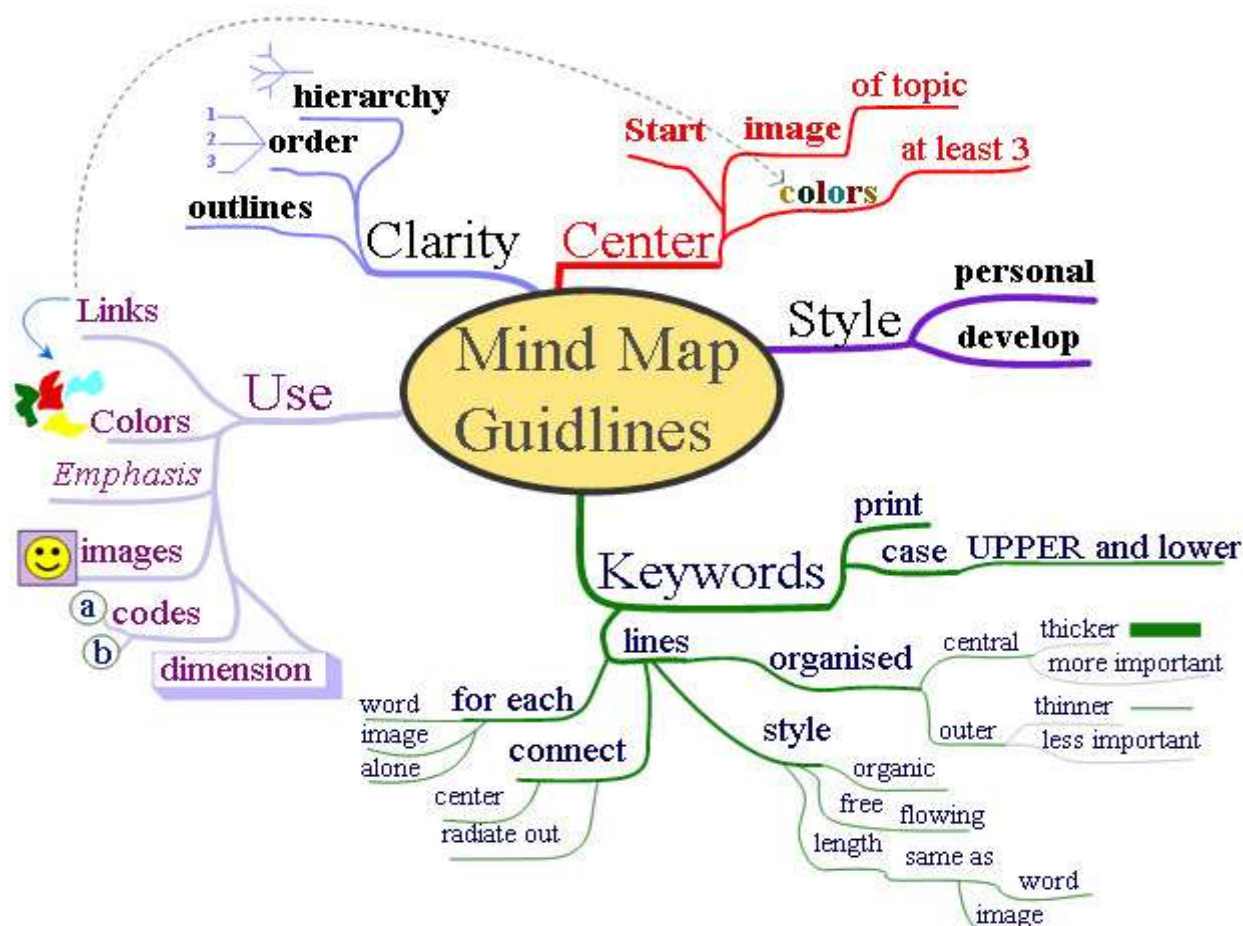 Mind Map
Guidlines
Clarity
hierarchy
1
2
3
order
outlines
Center
Start
image
of topic
colors
at least 3
Style
personal
develop
Keywords
print
case
UPPER and lower
lines
organised
central
thicker
more important
outer
thinner
less important
style
organic
free
flowing
length
same as
word
image
connect
center
radiate out
for each
word
image
alone
Use
Links
Colors
Emphasis
images
codes
a
b
dimension